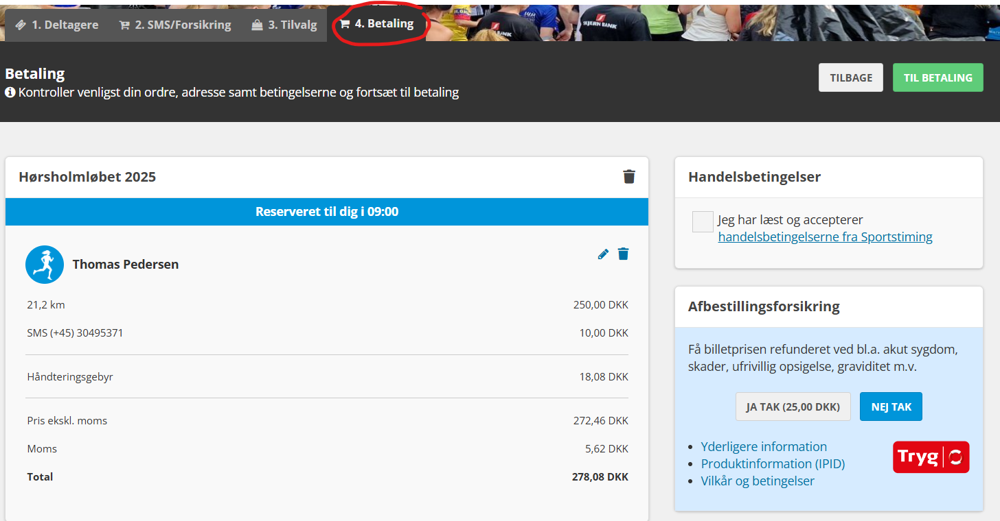 1. Deltagere
2. SMS/Forsikring
3. Tilvalg
4. Betaling
BANK
SKJERN BANK
Betaling
Kontroller venligst din ordre, adresse samt betingelserne og fortsæt til betaling
TILBAGE
TIL BETALING
Hørsholmløbet 2025
Reserveret til dig i 09:00
Thomas Pedersen
21,2 km 250,00 DKK
SMS (+45) 30495371 10,00 DKK
Håndteringsgebyr 18,08 DKK
Pris ekskl. moms 272,46 DKK
Moms 5,62 DKK
Total 278,08 DKK
Handelsbetingelser
Jeg har læst og accepterer
handelsbetingelserne fra Sportstiming
Afbestillingsforsikring
Få billetprisen refunderet ved bl.a. akut sygdom,
skader, ufrivillig opsigelse, graviditet m.v.
JA TAK (25,00 DKK)
NEJ TAK
Yderligere information
Produktinformation (IPID)
Vilkår og betingelser
Tryg